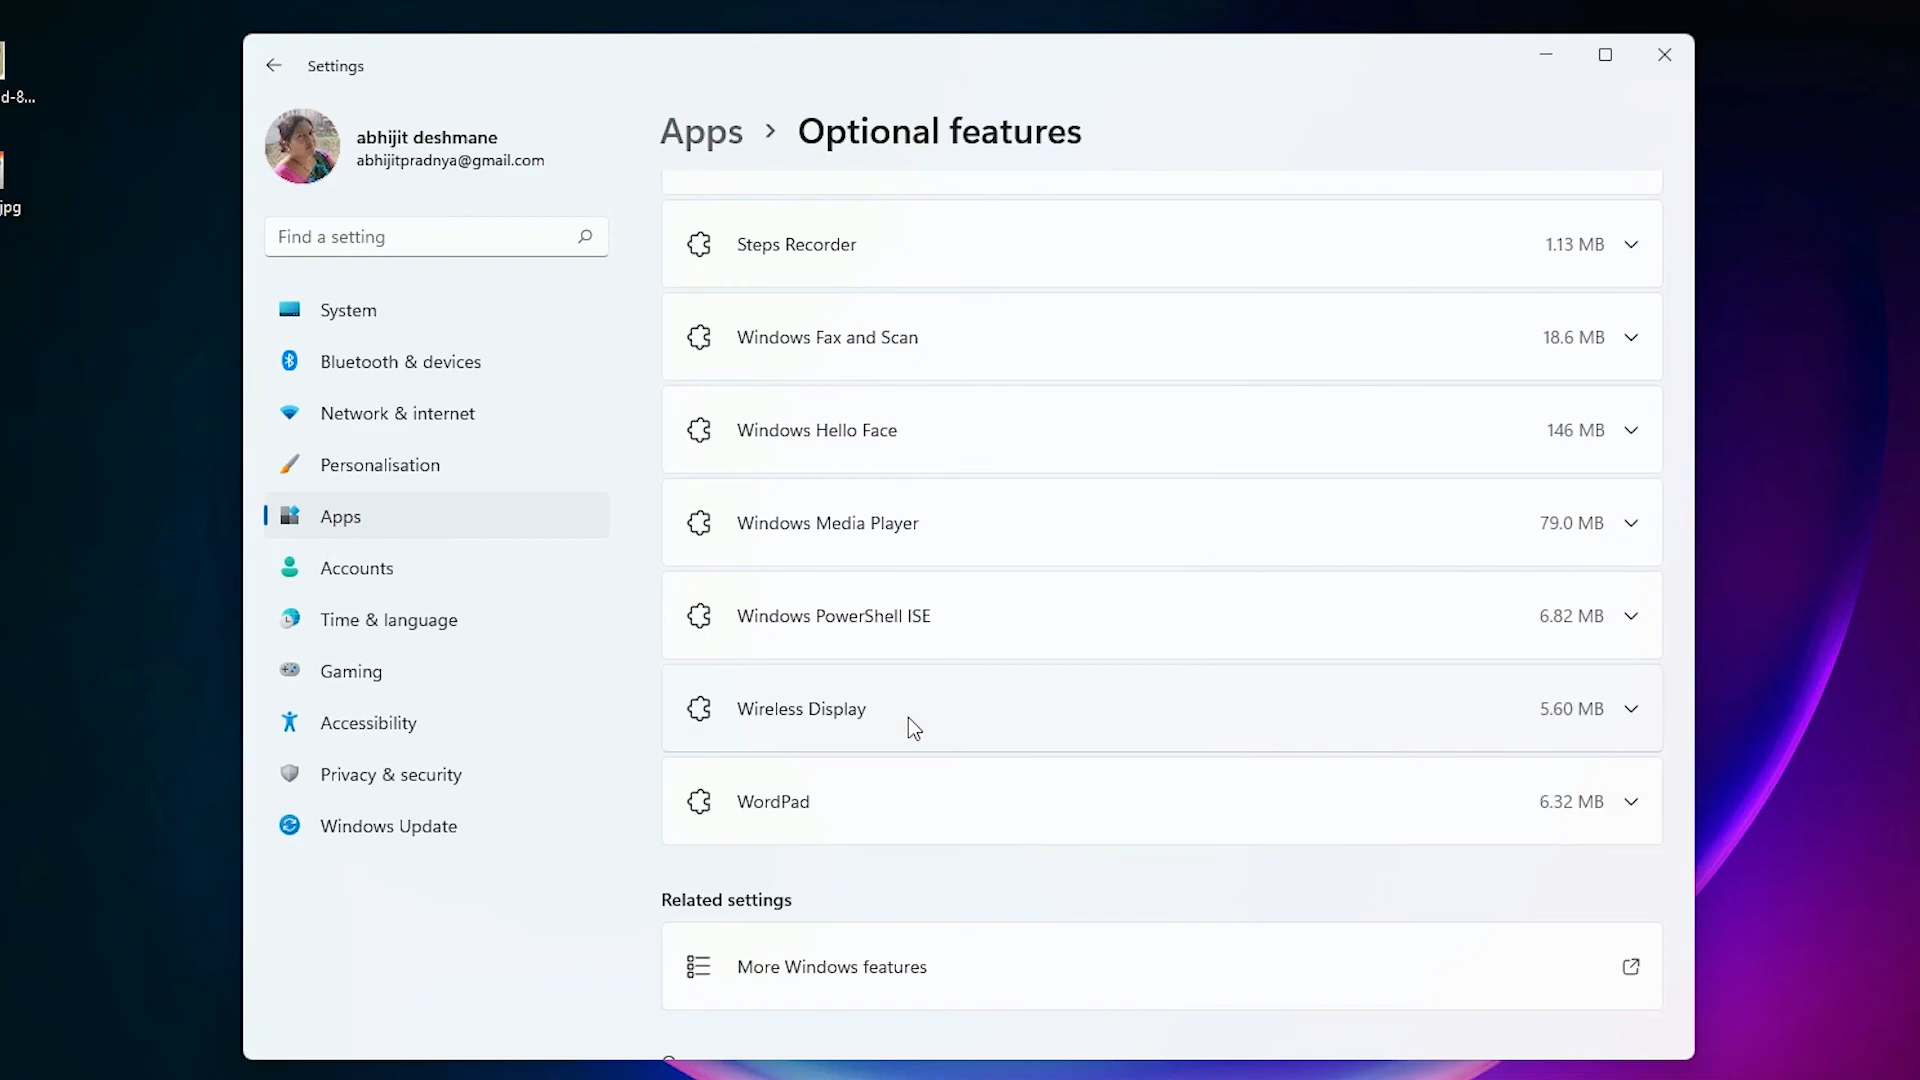 Settings
d-8...
jpg
abhijit deshmane
abhijitpradnya@gmail.com
Find a setting
System
Bluetooth & devices
Network & internet
Personalisation
Apps
Accounts
Time & language
Gaming
Accessibility
Privacy & security
Windows Update
Apps > Optional features
Steps Recorder 1.13 MB
Windows Fax and Scan 18.6 MB
Windows Hello Face 146 MB
Windows Media Player 79.0 MB
Windows PowerShell ISE 6.82 MB
Wireless Display 5.60 MB
WordPad 6.32 MB
Related settings
More Windows features